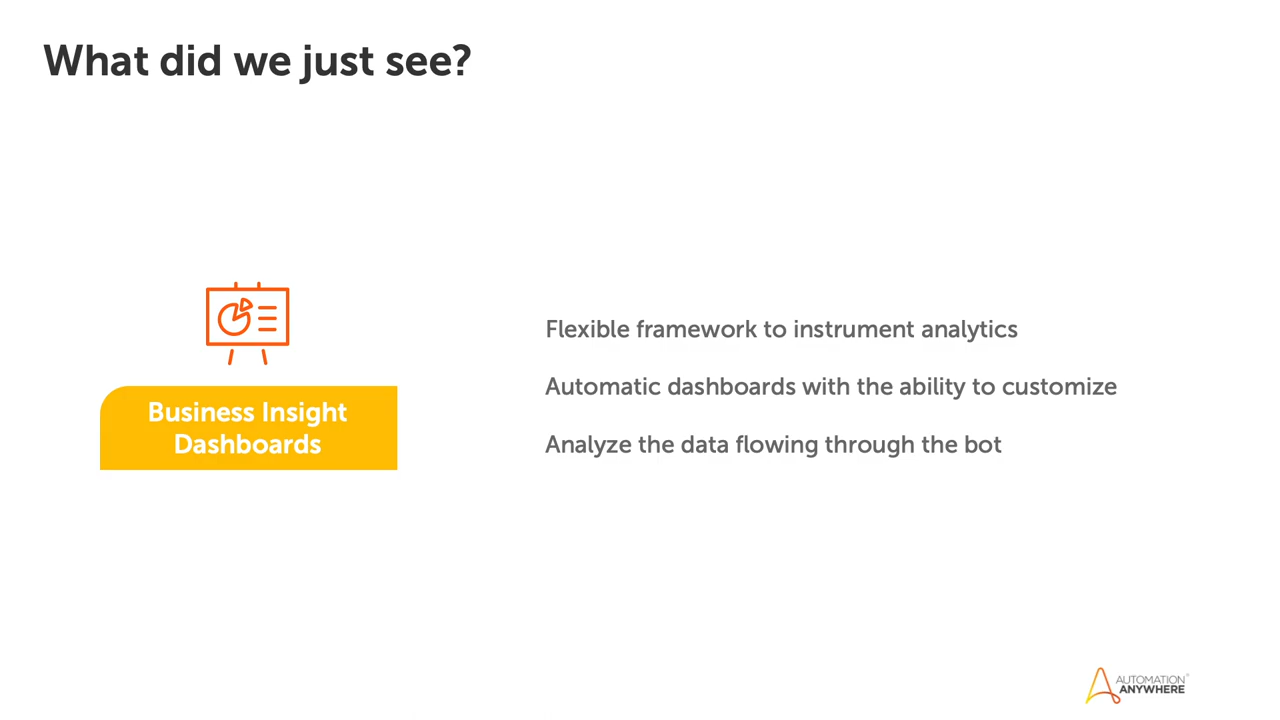 What did we just see?
Business Insight
Dashboards
Flexible framework to instrument analytics
Automatic dashboards with the ability to customize
Analyze the data flowing through the bot
AUTOMATION
ANYWHERE